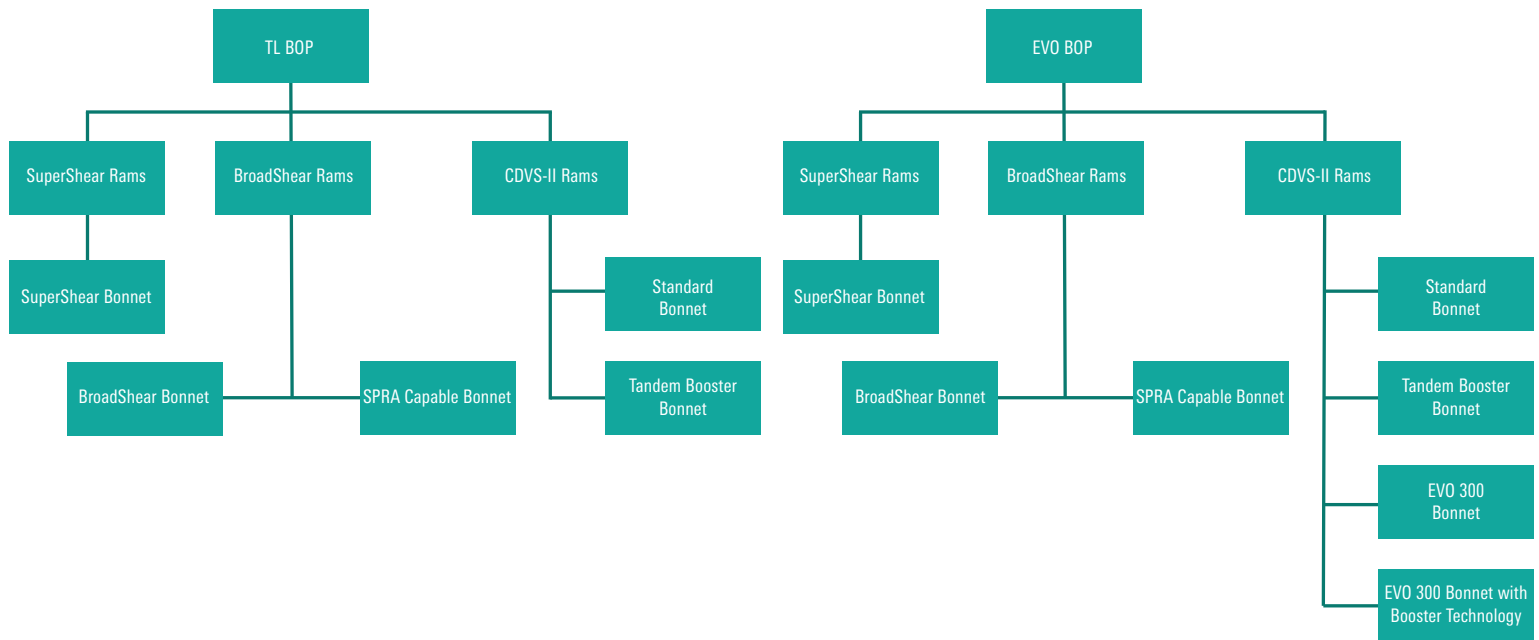 TL BOP
SuperShear Rams
BroadShear Rams
CDVS-II Rams
SuperShear Bonnet
Standard
Bonnet
BroadShear Bonnet
SPRA Capable Bonnet
Tandem Booster
Bonnet
EVO BOP
SuperShear Rams
BroadShear Rams
CDVS-II Rams
SuperShear Bonnet
Standard
Bonnet
BroadShear Bonnet
SPRA Capable Bonnet
Tandem Booster
Bonnet
EVO 300
Bonnet
EVO 300 Bonnet with
Booster Technology